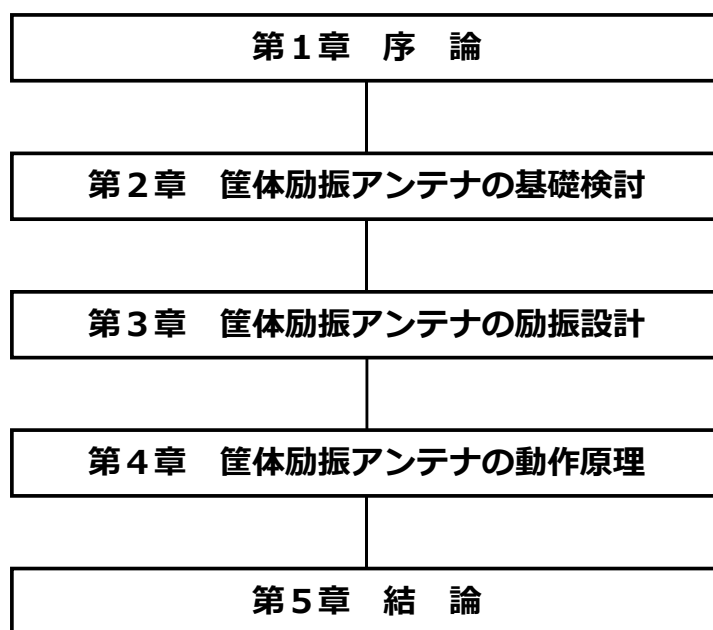 第1章　序　論
第2章　筐体励振アンテナの基礎検討
第3章　筐体励振アンテナの励振設計
第4章　筐体励振アンテナの動作原理
第5章　結　論